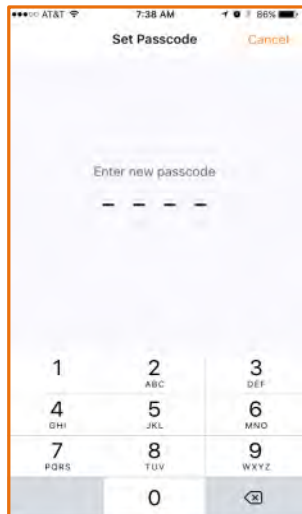 AT&T 7:38 AM 86%
Set Passcode Cancel
Enter new passcode
1 2 3
ABC DEF
4 5 6
GHI JKL MNO
7 8 9
PQRS TUV WXYZ
0